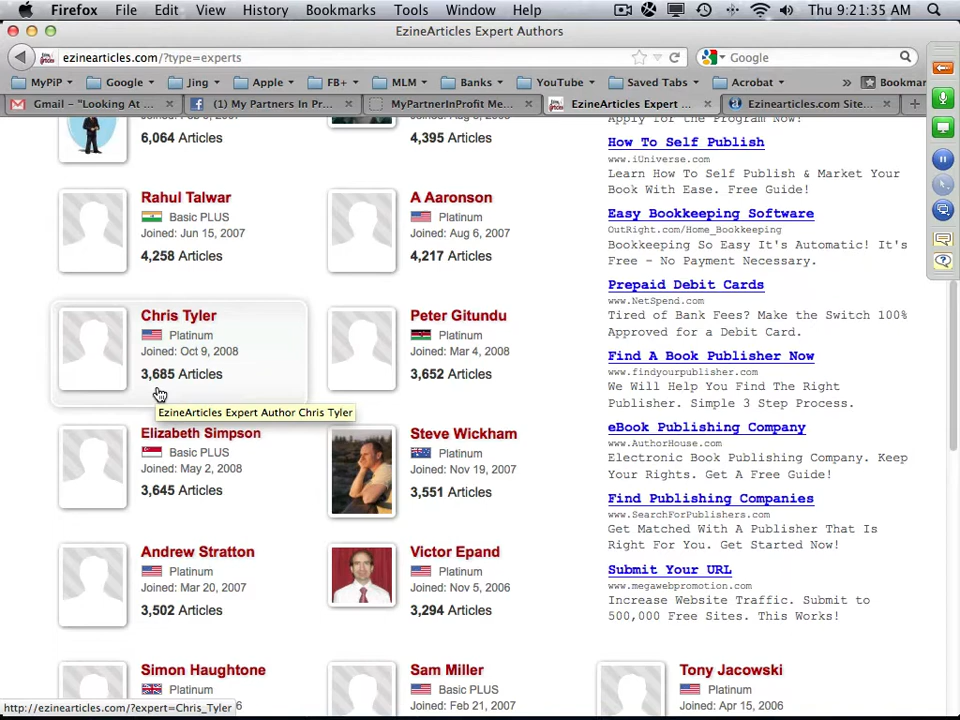 Firefox File Edit View History Bookmarks Tools Window Help Thu 9:21:35 AM
EzineArticles Expert Authors
ezinearticles.com/?type=experts
Google
MyPiP Google Jing Apple FB+ MLM Banks YouTube Saved Tabs Acrobat » Bookmar
Gmail - "Looking At ... × (1) My Partners In Pr... × MyPartnerInProfit Me... × EzineArticles Expert ... × Ezinearticles.com Site... × +
6,064 Articles
4,395 Articles
Rahul Talwar
Basic PLUS
Joined: Jun 15, 2007
4,258 Articles
A Aaronson
Platinum
Joined: Aug 6, 2007
4,217 Articles
Chris Tyler
Platinum
Joined: Oct 9, 2008
3,685 Articles
EzineArticles Expert Author Chris Tyler
Peter Gitundu
Platinum
Joined: Mar 4, 2008
3,652 Articles
Elizabeth Simpson
Basic PLUS
Joined: May 2, 2008
3,645 Articles
Steve Wickham
Platinum
Joined: Nov 19, 2007
3,551 Articles
Andrew Stratton
Platinum
Joined: Mar 20, 2007
3,502 Articles
Victor Epand
Platinum
Joined: Nov 5, 2006
3,294 Articles
Simon Haughtone
Platinum
Sam Miller
Basic PLUS
Joined: Feb 21, 2007
Tony Jacowski
Platinum
Joined: Apr 15, 2006
Apply for the Program Now!
How To Self Publish
www.iUniverse.com
Learn How To Self Publish & Market Your
Book With Ease. Free Guide!
Easy Bookkeeping Software
OutRight.com/Home_Bookkeeping
Bookkeeping So Easy It's Automatic! It's
Free - No Payment Necessary.
Prepaid Debit Cards
www.NetSpend.com
Tired of Bank Fees? Make the Switch 100%
Approved for a Debit Card.
Find A Book Publisher Now
www.findyourpublisher.com
We Will Help You Find The Right
Publisher. Simple 3 Step Process.
eBook Publishing Company
www.AuthorHouse.com
Electronic Book Publishing Company. Keep
Your Rights. Get A Free Guide!
Find Publishing Companies
www.SearchForPublishers.com
Get Matched With A Publisher That Is
Right For You. Get Started Now!
Submit Your URL
www.megawebpromotion.com
Increase Website Traffic. Submit to
500,000 Free Sites. This Works!
http://ezinearticles.com/?expert=Chris_Tyler